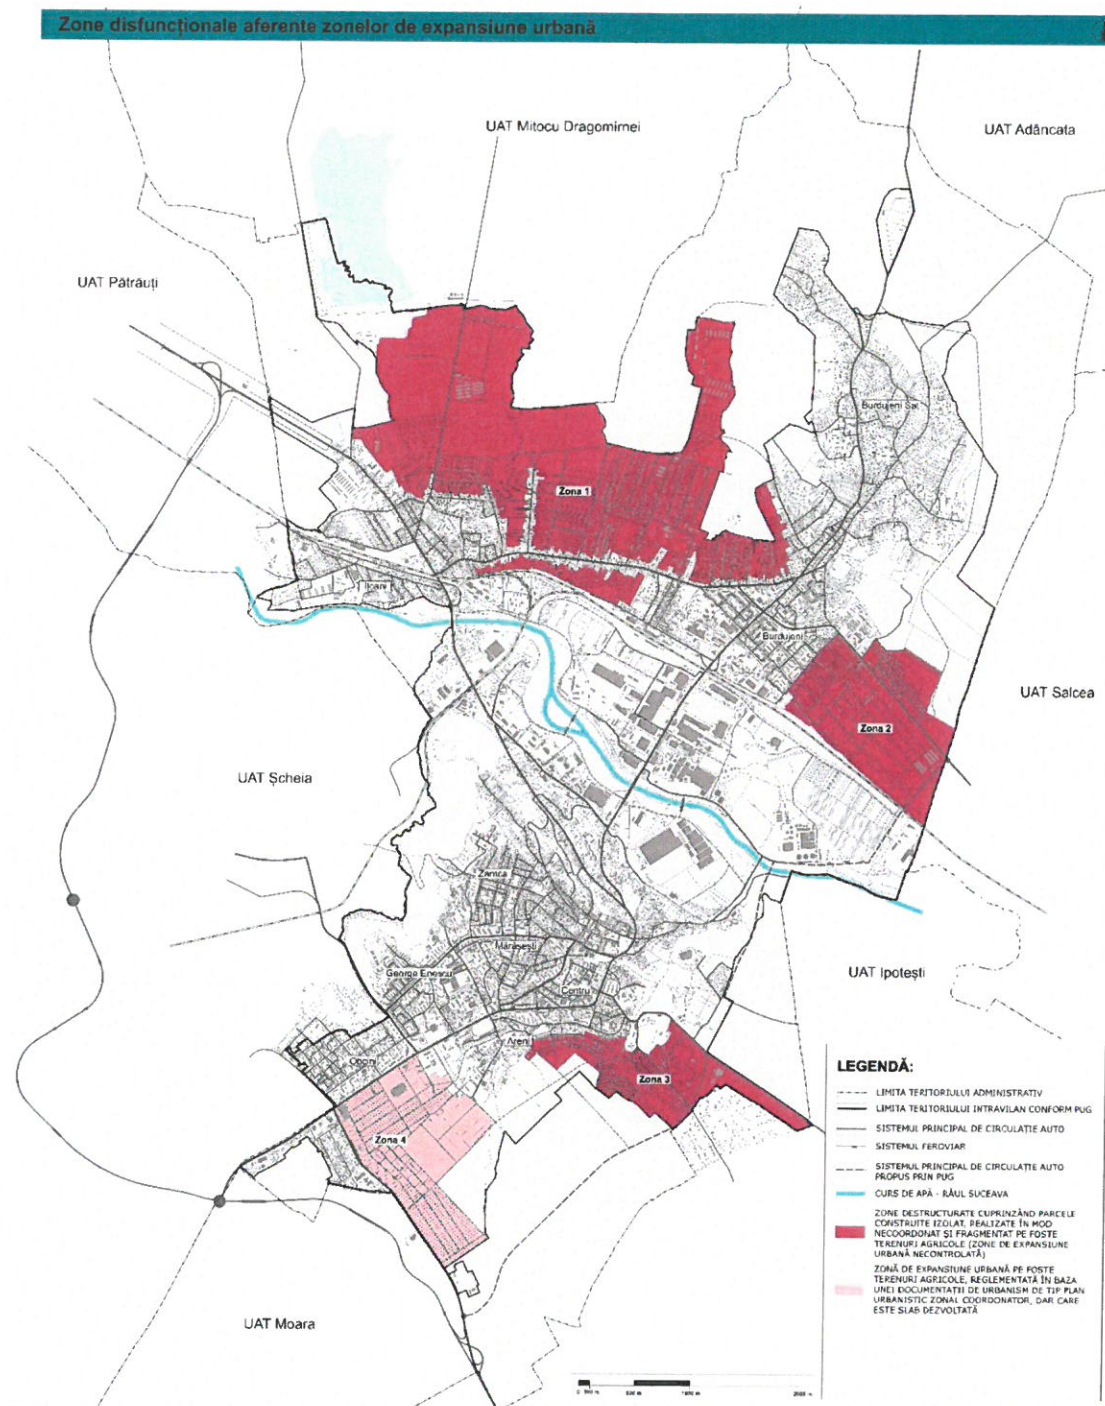 Zone disfuncționale aferente zonelor de expansiune urbană
UAT Mitocu Dragomirnei
UAT Adâncata
UAT Pătrăuți
Burdujeni Sat
Zona 1
Ițcani
Burdujeni
UAT Salcea
Zona 2
UAT Șcheia
Zamca
Mărășești
George Enescu
UAT Ipotești
Centru
Areni
Obcini
Zona 3
Zona 4
UAT Moara
LEGENDĂ:
LIMITA TERITORIULUI ADMINISTRATIV
LIMITA TERITORIULUI INTRAVILAN CONFORM PUG
SISTEMUL PRINCIPAL DE CIRCULAȚIE AUTO
SISTEMUL FEROVIAR
SISTEMUL PRINCIPAL DE CIRCULAȚIE AUTO
PROPUS PRIN PUG
CURS DE APĂ - RÂUL SUCEAVA
ZONE DESTRUCTURATE CUPRINZÂND PARCELE
CONSTRUITE IZOLAT, REALIZATE ÎN MOD
NECOORDONAT ȘI FRAGMENTAT PE FOSTE
TERENURI AGRICOLE (ZONE DE EXPANSIUNE
URBANĂ NECONTROLATĂ)
ZONĂ DE EXPANSIUNE URBANĂ PE FOSTE
TERENURI AGRICOLE, REGLEMENTATĂ ÎN BAZA
UNEI DOCUMENTAȚII DE URBANISM DE TIP PLAN
URBANISTIC ZONAL COORDONATOR, DAR CARE
ESTE SLAB DEZVOLTATĂ